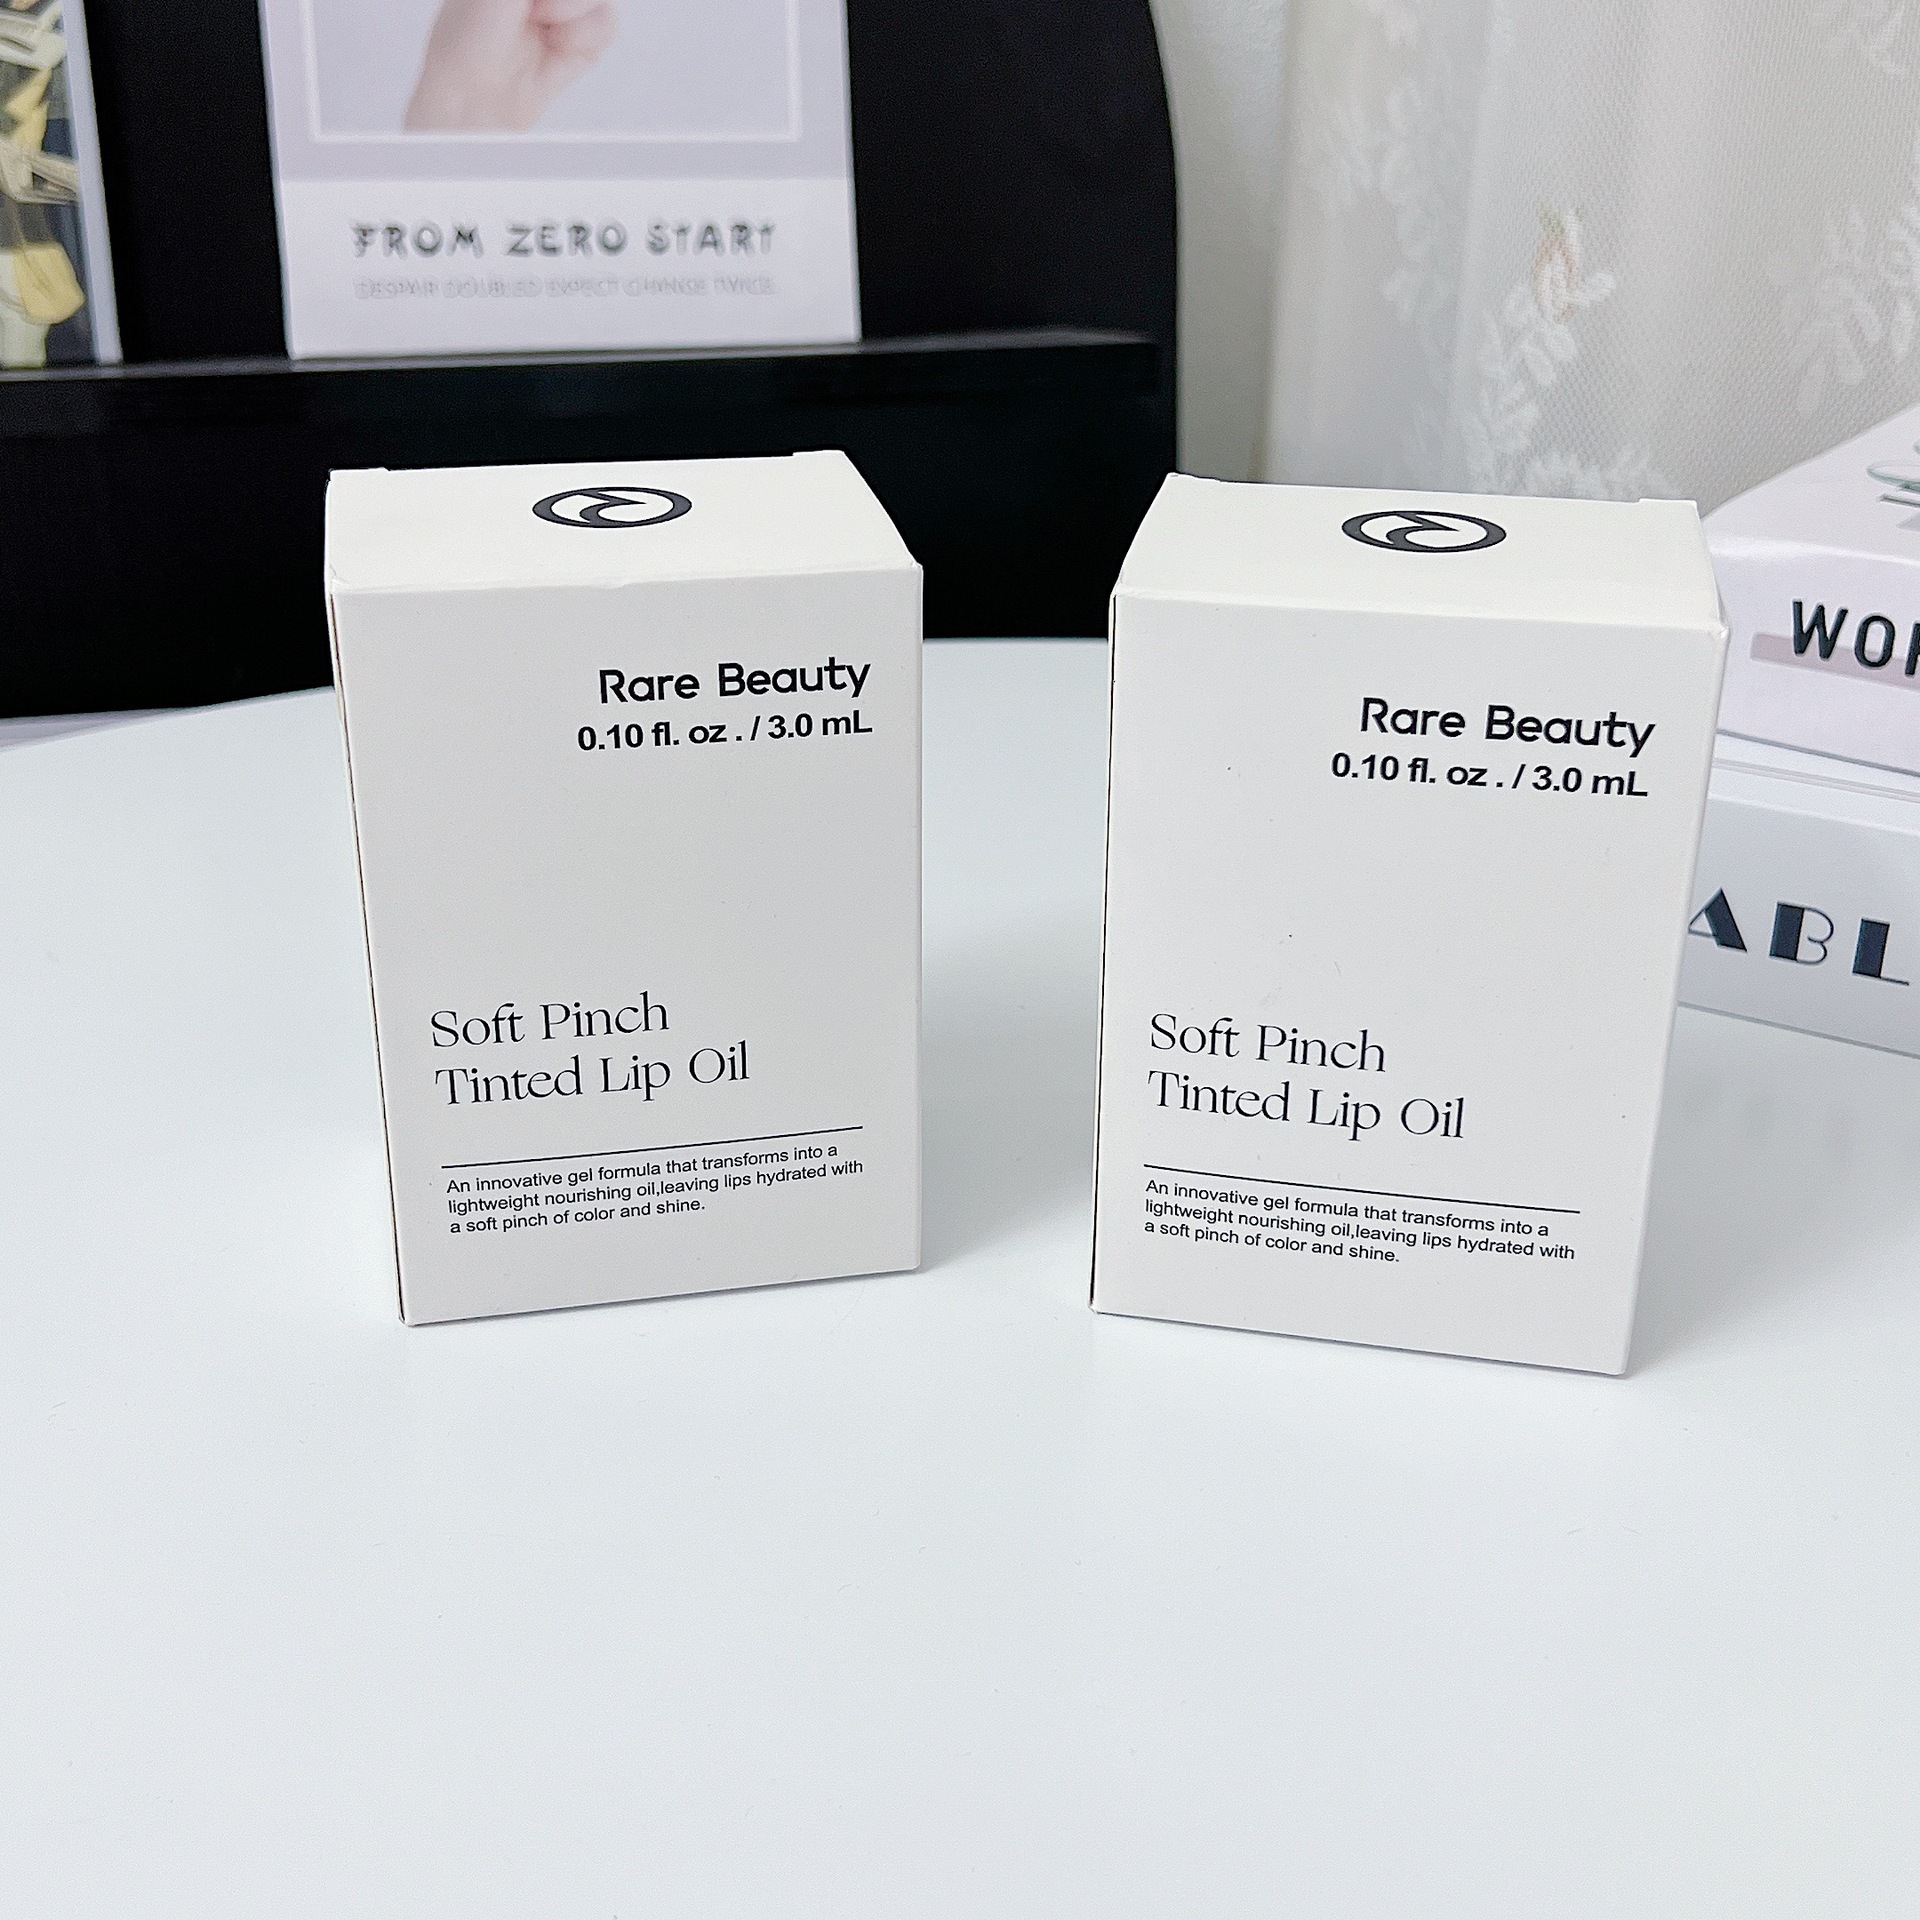 FROM ZERO START
Rare Beauty
0.10 fl. oz . / 3.0 mL
Soft Pinch
Tinted Lip Oil
An innovative gel formula that transforms into a
lightweight nourishing oil,leaving lips hydrated with
a soft pinch of color and shine.
Rare Beauty
0.10 fl. oz . / 3.0 mL
Soft Pinch
Tinted Lip Oil
An innovative gel formula that transforms into a
lightweight nourishing oil,leaving lips hydrated with
a soft pinch of color and shine.
WOR
ABL